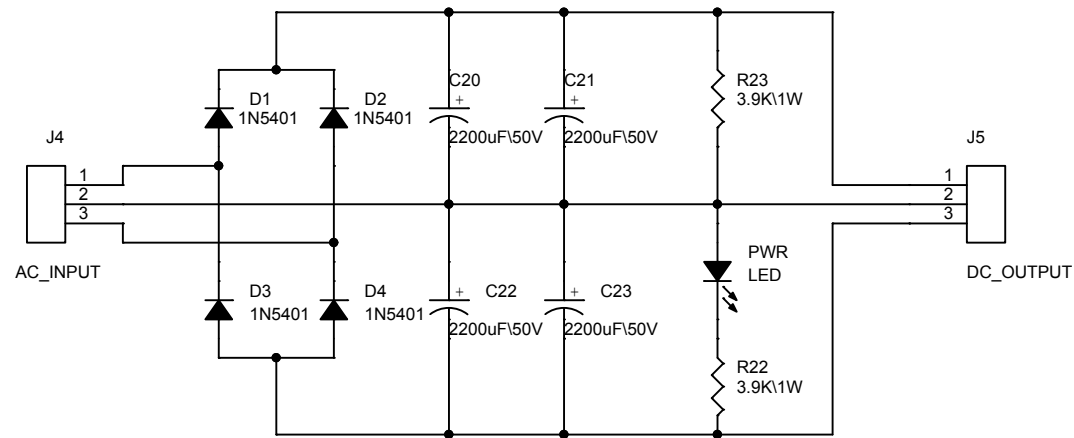 J4
1
2
3
AC_INPUT
D1
1N5401
D2
1N5401
D3
1N5401
D4
1N5401
C20
+
2200uF\50V
C21
+
2200uF\50V
+
C22
2200uF\50V
+
C23
2200uF\50V
R23
3.9K\1W
PWR
LED
R22
3.9K\1W
J5
1
2
3
DC_OUTPUT